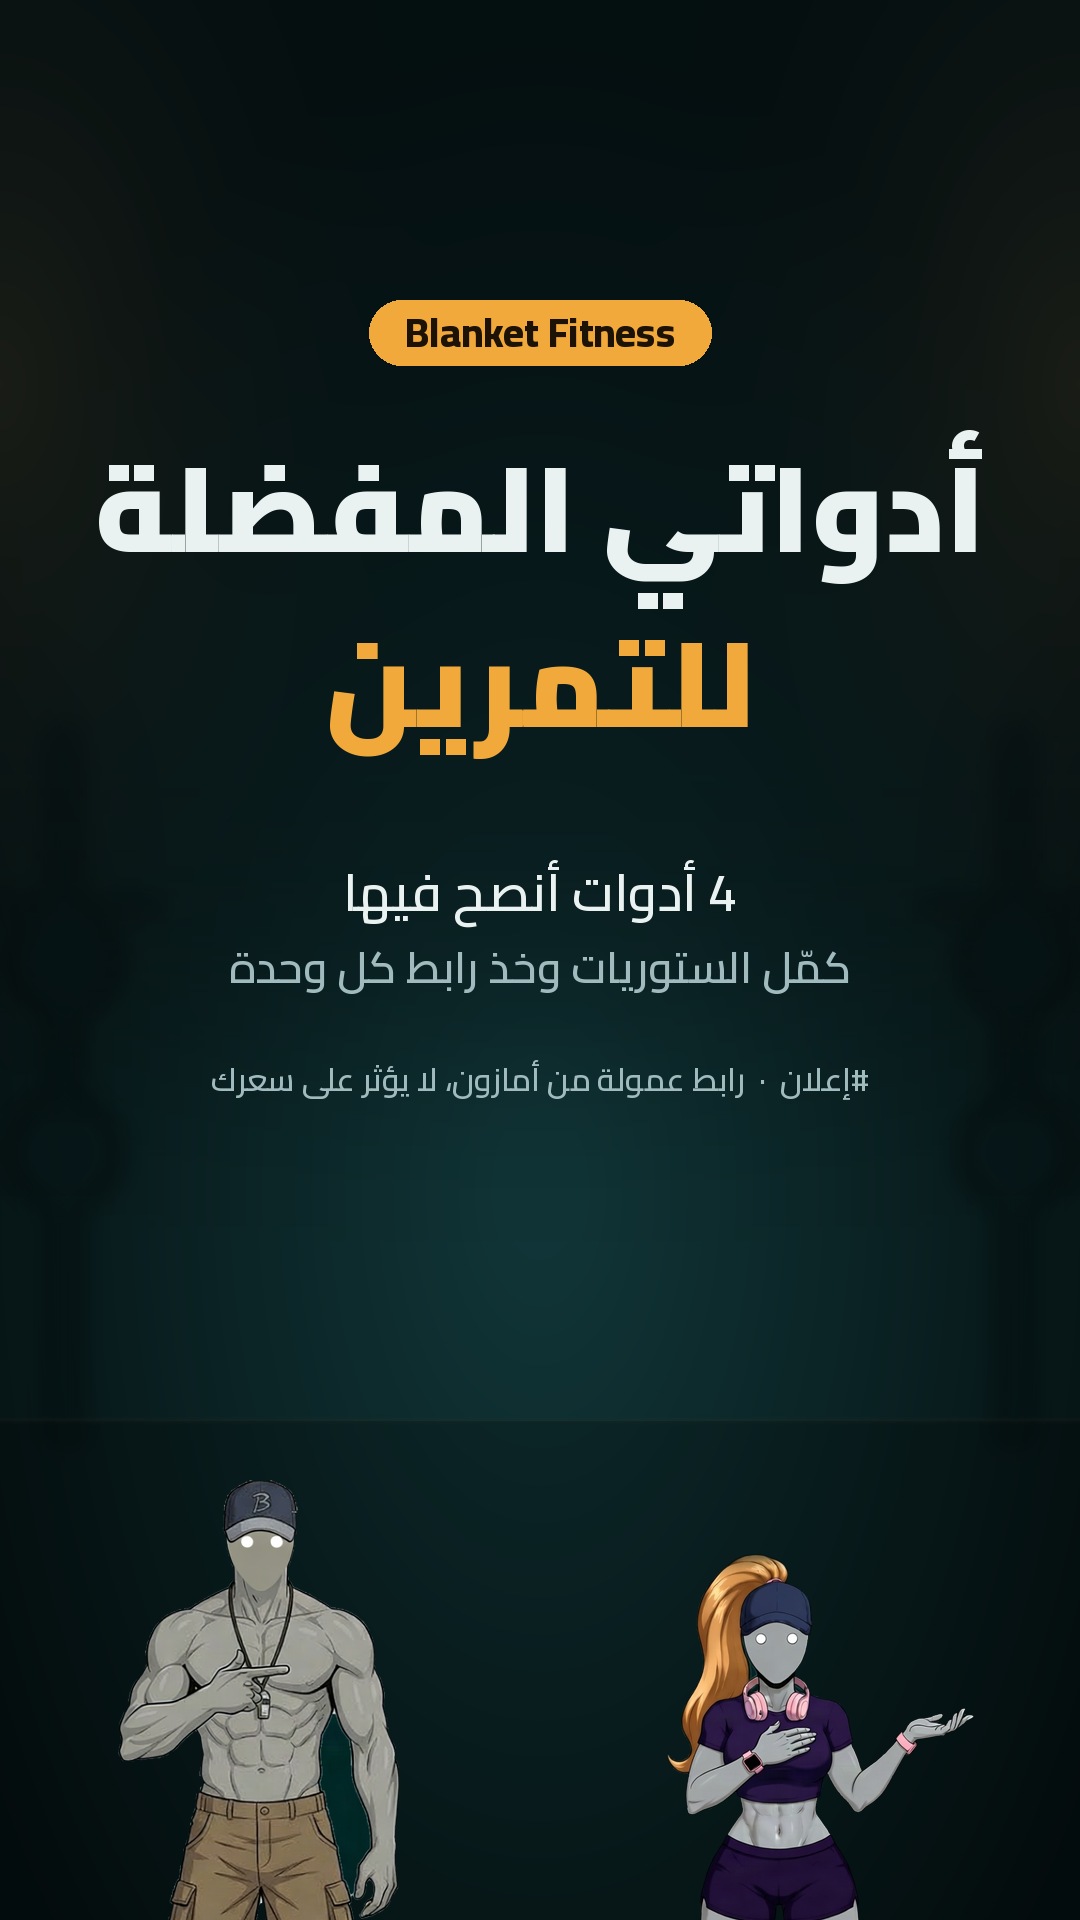 Blanket Fitness
أدواتي المفضلة
للتمرين
4 أدوات أنصح فيها
كمّل الستوريات وخذ رابط كل وحدة
#إعلان · رابط عمولة من أمازون، لا يؤثر على سعرك
B